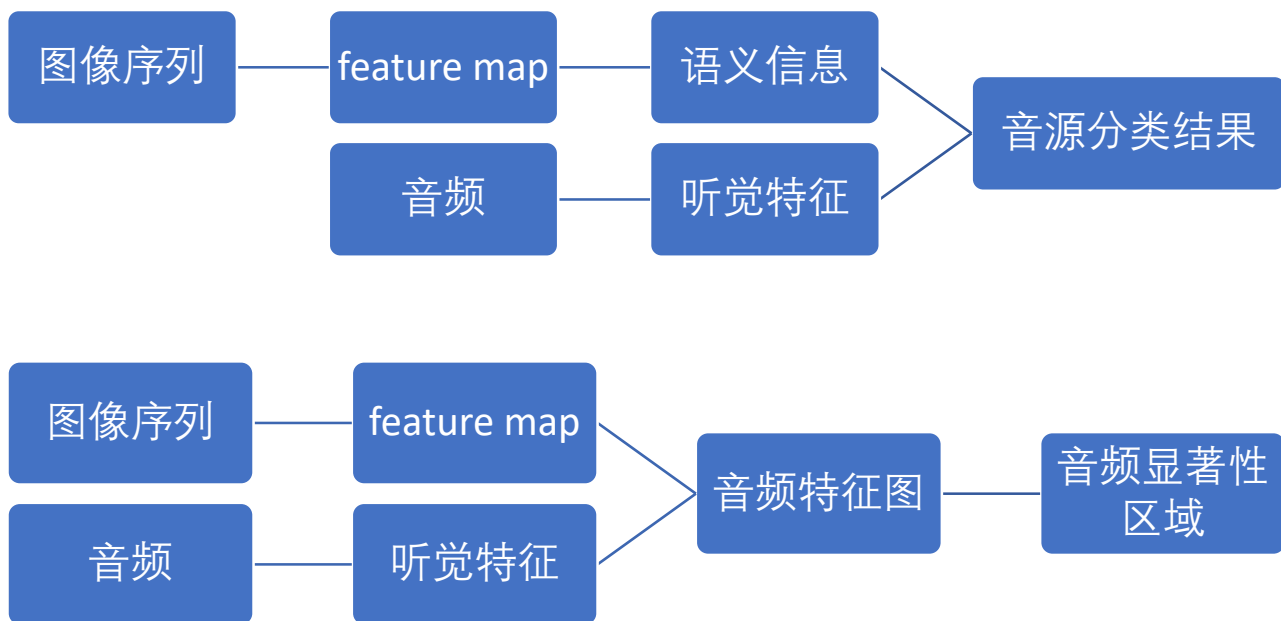 图像序列
feature map
语义信息
音频
听觉特征
音源分类结果
图像序列
feature map
音频
听觉特征
音频特征图
音频显著性
区域